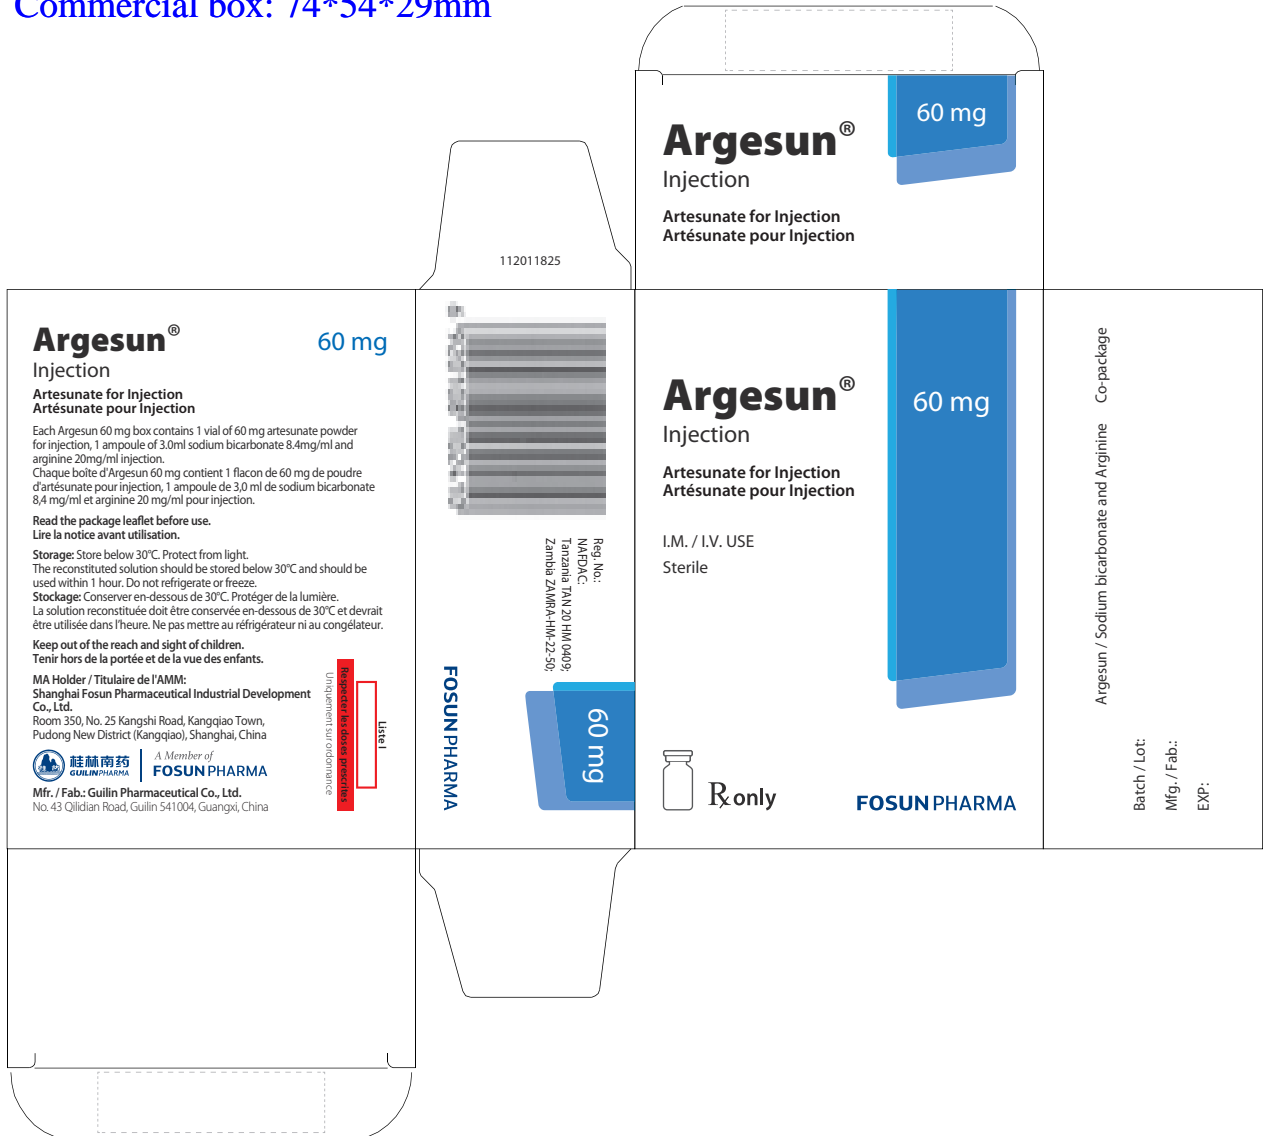 Commercial box: 74*54*29mm
60 mg
Argesun®
Injection
Artesunate for Injection
Artésunate pour Injection
112011825
Argesun®
60 mg
Injection
Artesunate for Injection
Artésunate pour Injection
Each Argesun 60 mg box contains 1 vial of 60 mg artesunate powder
for injection, 1 ampoule of 3.0ml sodium bicarbonate 8.4mg/ml and
arginine 20mg/ml injection.
Chaque boîte d'Argesun 60 mg contient 1 flacon de 60 mg de poudre
d'artésunate pour injection, 1 ampoule de 3,0 ml de sodium bicarbonate
8,4 mg/ml et arginine 20 mg/ml pour injection.
Read the package leaflet before use.
Lire la notice avant utilisation.
Storage: Store below 30°C. Protect from light.
The reconstituted solution should be stored below 30°C and should be
used within 1 hour. Do not refrigerate or freeze.
Stockage: Conserver en-dessous de 30°C. Protéger de la lumière.
La solution reconstituée doit être conservée en-dessous de 30°C et devrait
être utilisée dans l'heure. Ne pas mettre au réfrigérateur ni au congélateur.
Keep out of the reach and sight of children.
Tenir hors de la portée et de la vue des enfants.
MA Holder / Titulaire de l'AMM:
Shanghai Fosun Pharmaceutical Industrial Development
Co., Ltd.
Room 350, No. 25 Kangshi Road, Kangqiao Town,
Pudong New District (Kangqiao), Shanghai, China
桂林南药
GUILIN PHARMA
A Member of
FOSUN PHARMA
Mfr. / Fab.: Guilin Pharmaceutical Co., Ltd.
No. 43 Qilidian Road, Guilin 541004, Guangxi, China
Liste I
Respecter les doses prescrites
Uniquement sur ordonnance
Reg. No.:
NAFDAC:
Tanzania TAN 20 HM 0409;
Zambia ZAMRA-HM-22-50;
60 mg
FOSUN PHARMA
60 mg
Argesun®
Injection
Artesunate for Injection
Artésunate pour Injection
I.M. / I.V. USE
Sterile
Rx only
FOSUN PHARMA
Argesun / Sodium bicarbonate and Arginine Co-package
Batch / Lot:
Mfg. / Fab.:
EXP: